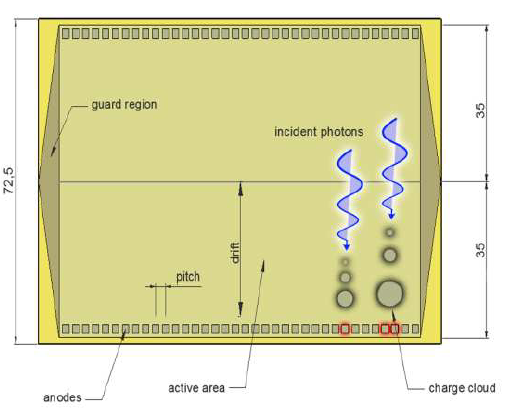 guard region
35
incident photons
72,5
drift
pitch
35
active area
charge cloud
anodes